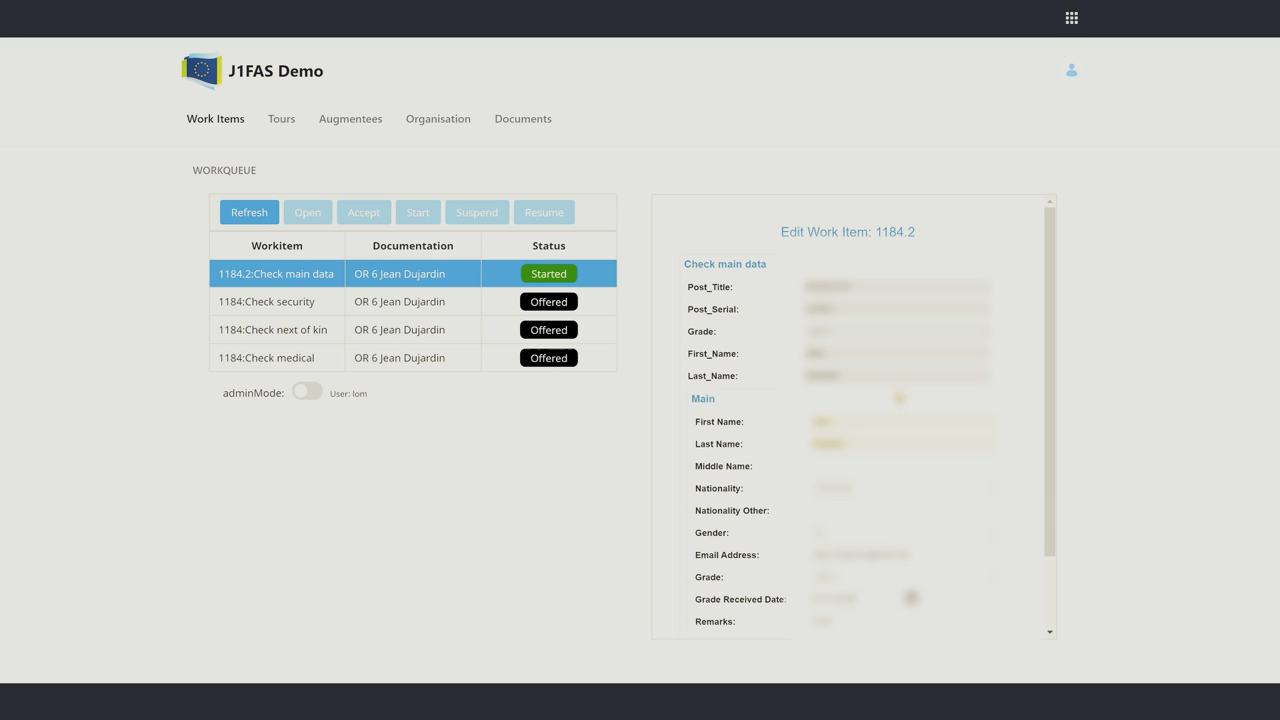 J1FAS Demo
Work Items Tours Augmentees Organisation Documents
WORKQUEUE
Refresh Open Accept Start Suspend Resume
Workitem Documentation Status
1184.2:Check main data OR 6 Jean Dujardin Started
1184:Check security OR 6 Jean Dujardin Offered
1184:Check next of kin OR 6 Jean Dujardin Offered
1184:Check medical OR 6 Jean Dujardin Offered
adminMode: User: lom
Edit Work Item: 1184.2
Check main data
Post_Title:
Post_Serial:
Grade:
First_Name:
Last_Name:
Main
First Name:
Last Name:
Middle Name:
Nationality:
Nationality Other:
Gender:
Email Address:
Grade:
Grade Received Date:
Remarks: